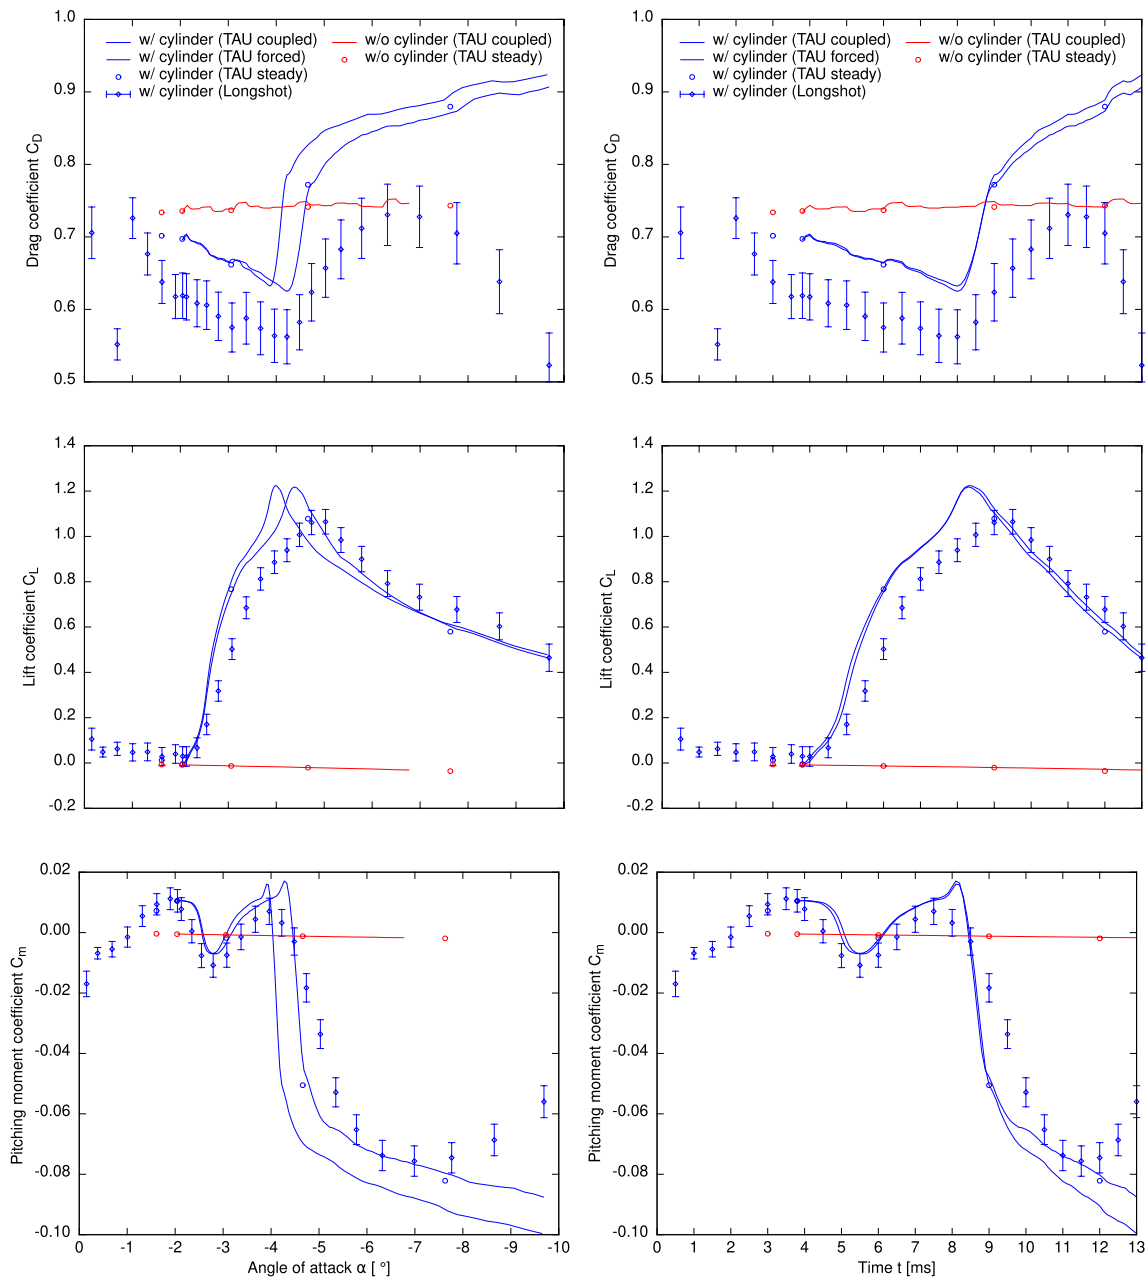 1.0
0.9
0.8
0.7
0.6
0.5
Drag coefficient C_D
w/ cylinder (TAU coupled)
w/ cylinder (TAU forced)
w/ cylinder (TAU steady)
w/ cylinder (Longshot)
w/o cylinder (TAU coupled)
w/o cylinder (TAU steady)
1.0
0.9
0.8
0.7
0.6
0.5
Drag coefficient C_D
w/ cylinder (TAU coupled)
w/ cylinder (TAU forced)
w/ cylinder (TAU steady)
w/ cylinder (Longshot)
w/o cylinder (TAU coupled)
w/o cylinder (TAU steady)
1.4
1.2
1.0
0.8
0.6
0.4
0.2
0.0
-0.2
Lift coefficient C_L
1.4
1.2
1.0
0.8
0.6
0.4
0.2
0.0
-0.2
Lift coefficient C_L
0.02
0.00
-0.02
-0.04
-0.06
-0.08
-0.10
Pitching moment coefficient C_m
0 -1 -2 -3 -4 -5 -6 -7 -8 -9 -10
Angle of attack α [ °]
0.02
0.00
-0.02
-0.04
-0.06
-0.08
-0.10
Pitching moment coefficient C_m
0 1 2 3 4 5 6 7 8 9 10 11 12 13
Time t [ms]